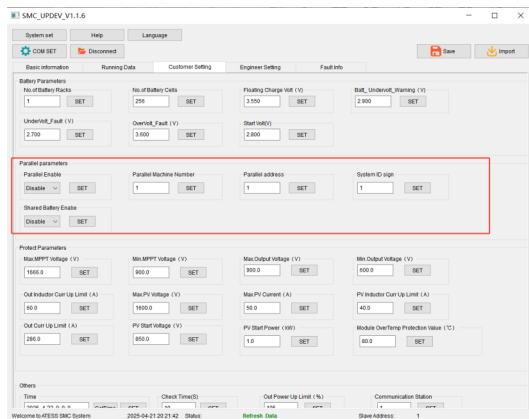 SMC_UPDEV_V1.1.6
System set Help Language
COM SET Disconnected Save Import
Basic information Running Data Customer Setting Engineer Setting Fault Info
Battery Parameters
No.of Battery Racks No.of Battery Cells Floating Charge Volt (V) Batt_ Undervolt_Warning (V)
1 SET 256 SET 3.550 SET 2.900 SET
UnderVolt_Fault (V) OverVolt_Fault (V) Start Volt(V)
2.700 SET 3.600 SET 2.800 SET
Parallel parameters
Parallel Enable Parallel Machine Number Parallel address System ID sign
Disable SET 1 SET 1 SET 1 SET
Shared Battery Enabe
Disable SET
Protect Parameters
Max.MPPT Voltage (V) Min.MPPT Voltage (V) Max.Output Voltage (V) Min.Output Voltage (V)
1666.0 SET 900.0 SET 900.0 SET 600.0 SET
Out Inductor Curr Up Limit (A) Max.PV Voltage (V) Max.PV Current (A) PV Inductor Curr Up Limit (A)
60.0 SET 1600.0 SET 50.0 SET 40.0 SET
Out Curr Up Limit (A) PV Start Voltage (V) PV Start Power (KW) Module OverTemp Protection Value (℃)
286.0 SET 850.0 SET 1.0 SET 80.0 SET
Others
Time Check Time(S) Out Power Up Limit (%) Communication Station
SET 10 SET 105 SET 1 SET
Welcome to ATESS SMC System 2025-04-21 20:21:42 Status: Refresh Data Slave Address: 1